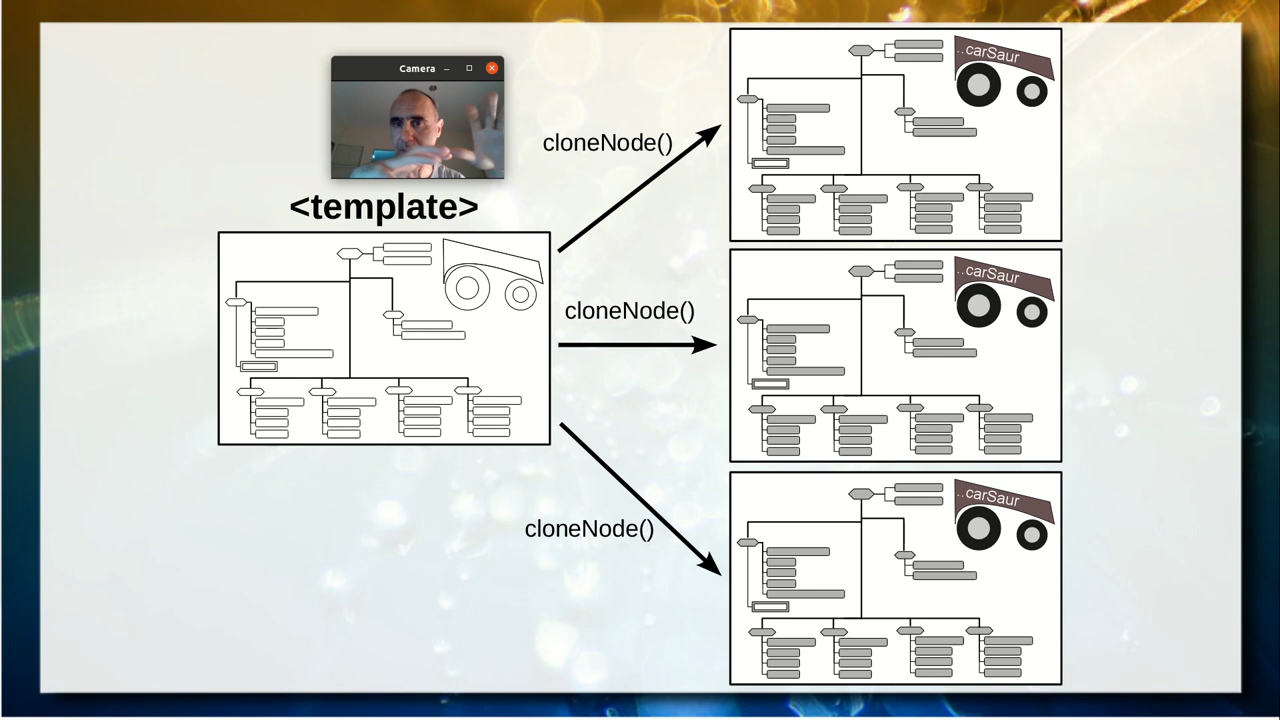 Camera
<template>
cloneNode()
cloneNode()
cloneNode()
..carSaur
..carSaur
..carSaur